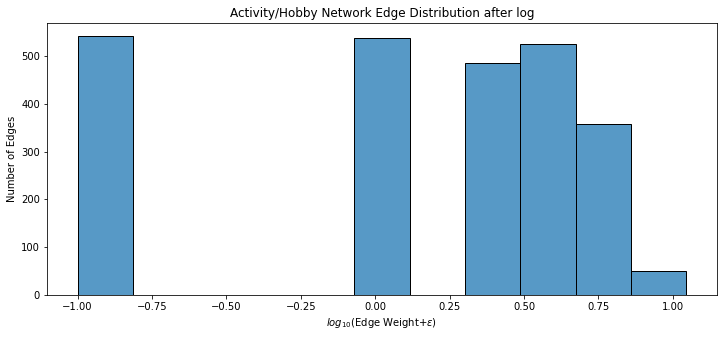 Activity/Hobby Network Edge Distribution after log
Number of Edges
500
400
300
200
100
0
−1.00 −0.75 −0.50 −0.25 0.00 0.25 0.50 0.75 1.00
log₁₀(Edge Weight+ε)